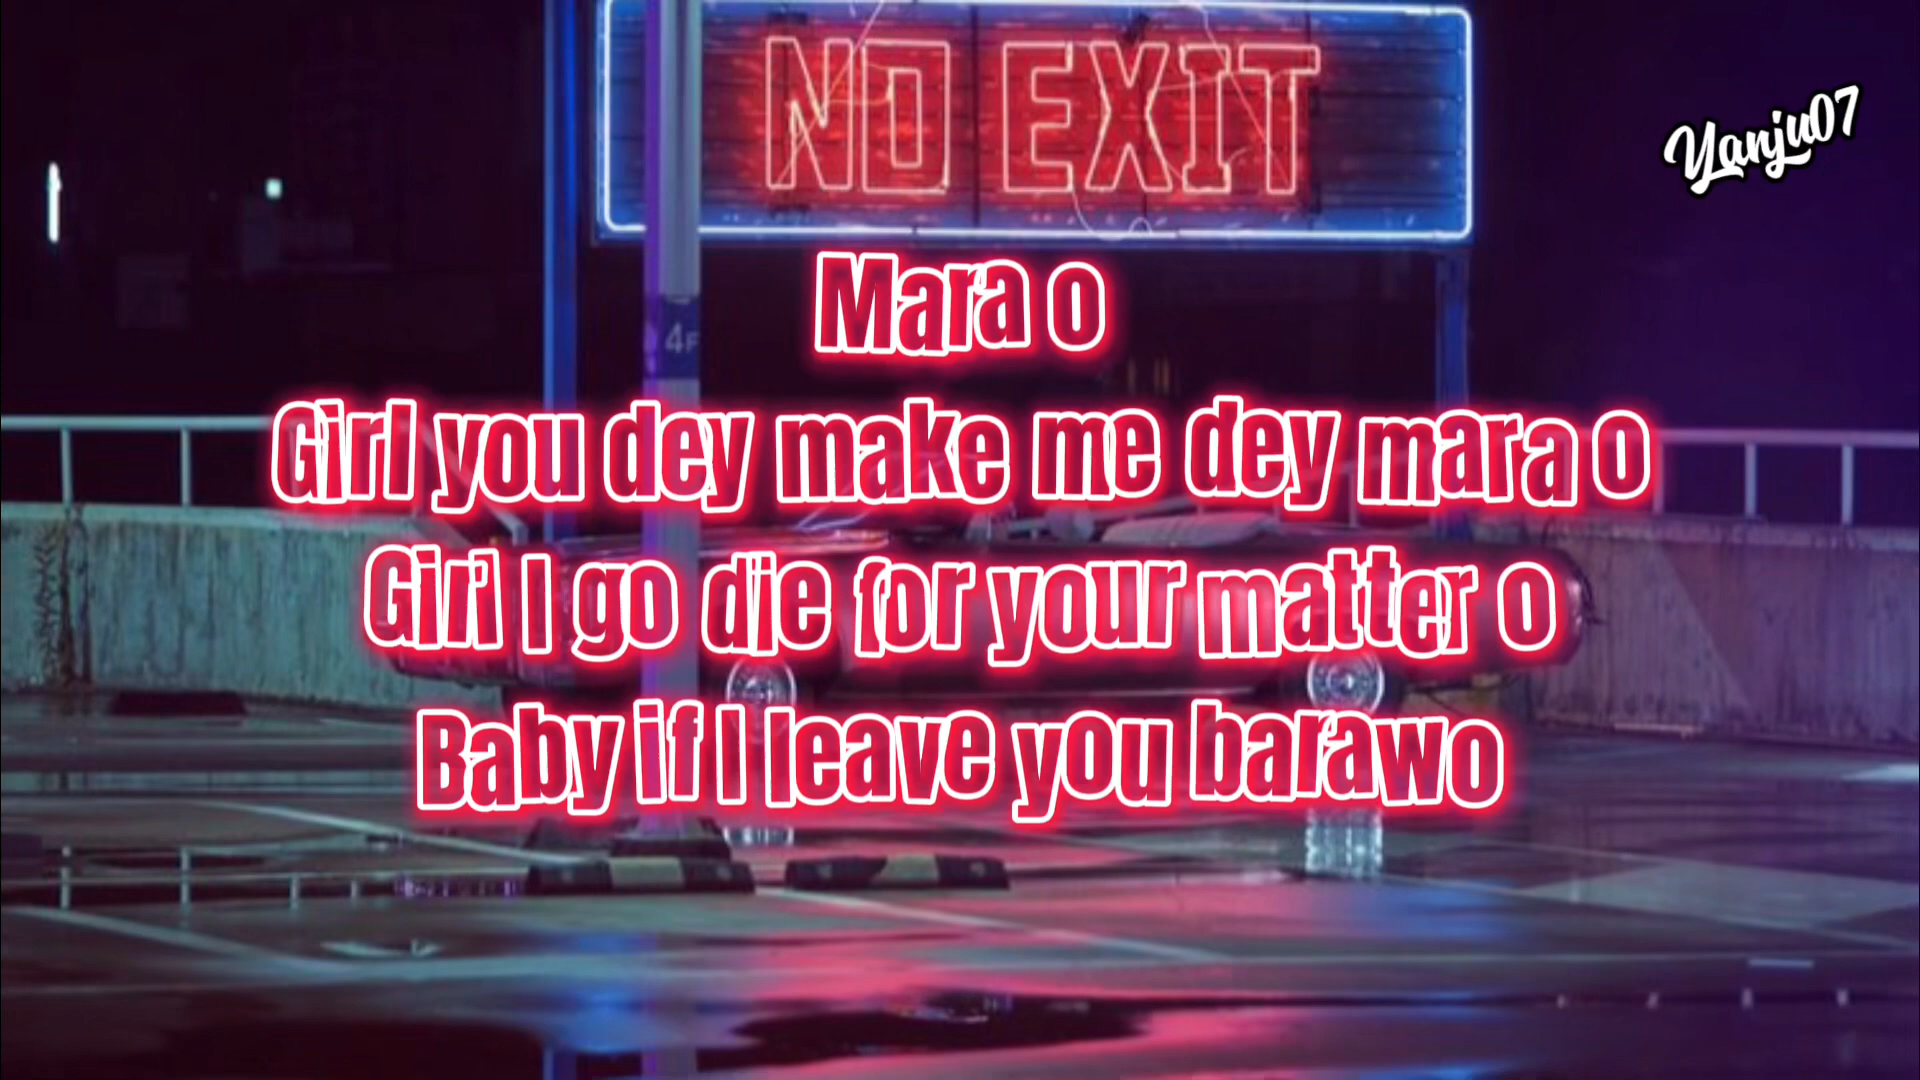 NO EXIT
Yanju07
4F
Mara o
Girl you dey make me dey mara o
Girl I go die for your matter o
Baby if I leave you barawo